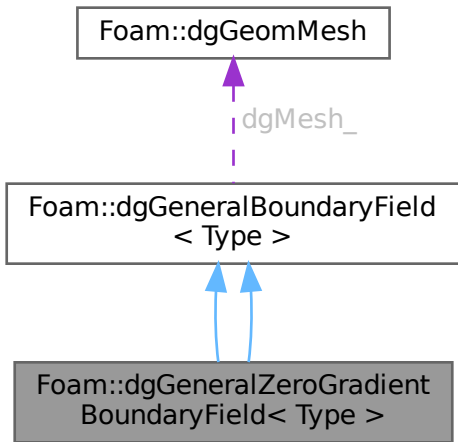 Foam::dgGeomMesh
dgMesh_
Foam::dgGeneralBoundaryField
< Type >
Foam::dgGeneralZeroGradient
BoundaryField< Type >